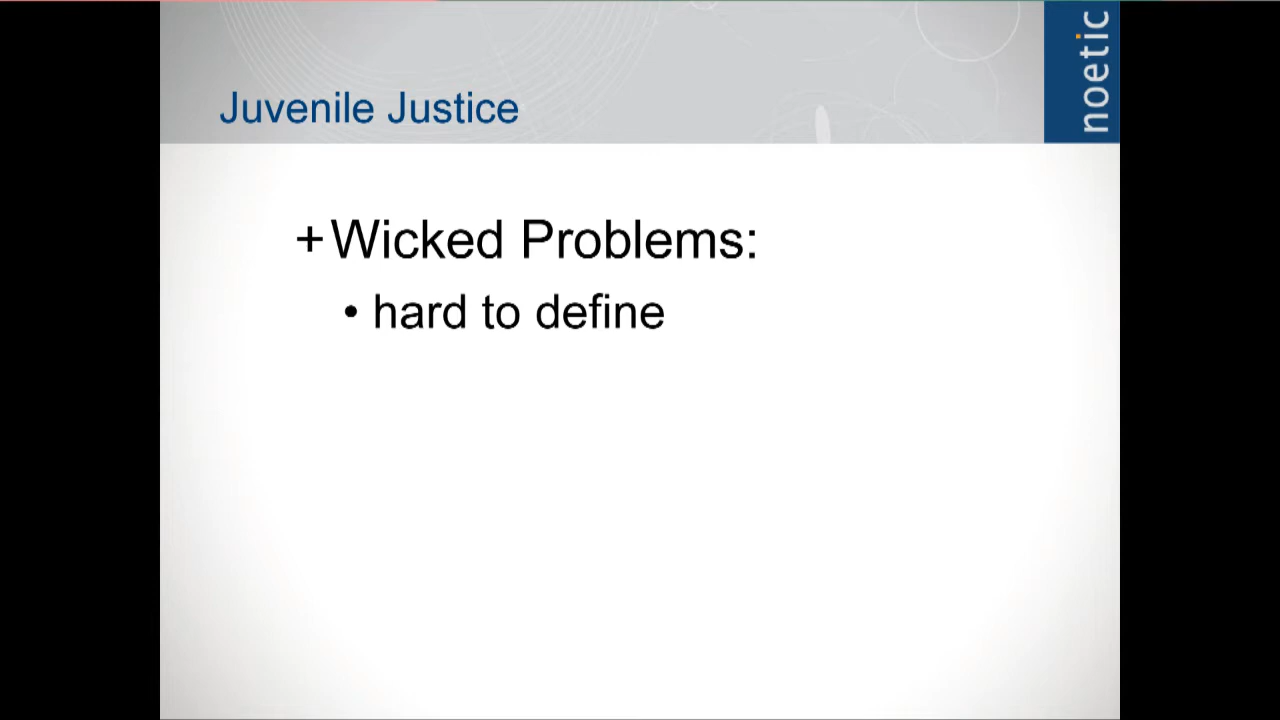 noetic
Juvenile Justice
+Wicked Problems:
• hard to define